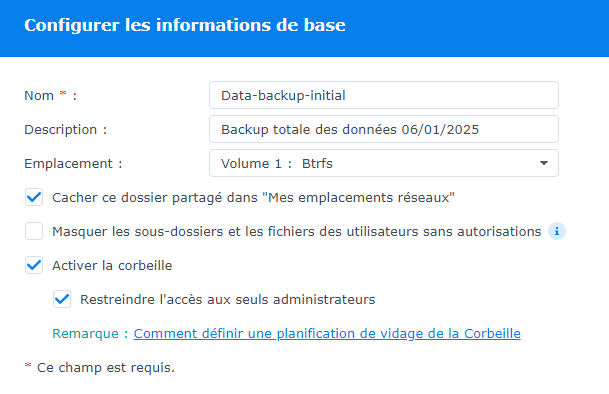 Configurer les informations de base
Nom * : Data-backup-initial
Description : Backup totale des données 06/01/2025
Emplacement : Volume 1 : Btrfs
Cacher ce dossier partagé dans "Mes emplacements réseaux"
Masquer les sous-dossiers et les fichiers des utilisateurs sans autorisations i
Activer la corbeille
Restreindre l'accès aux seuls administrateurs
Remarque : Comment définir une planification de vidage de la Corbeille
* Ce champ est requis.